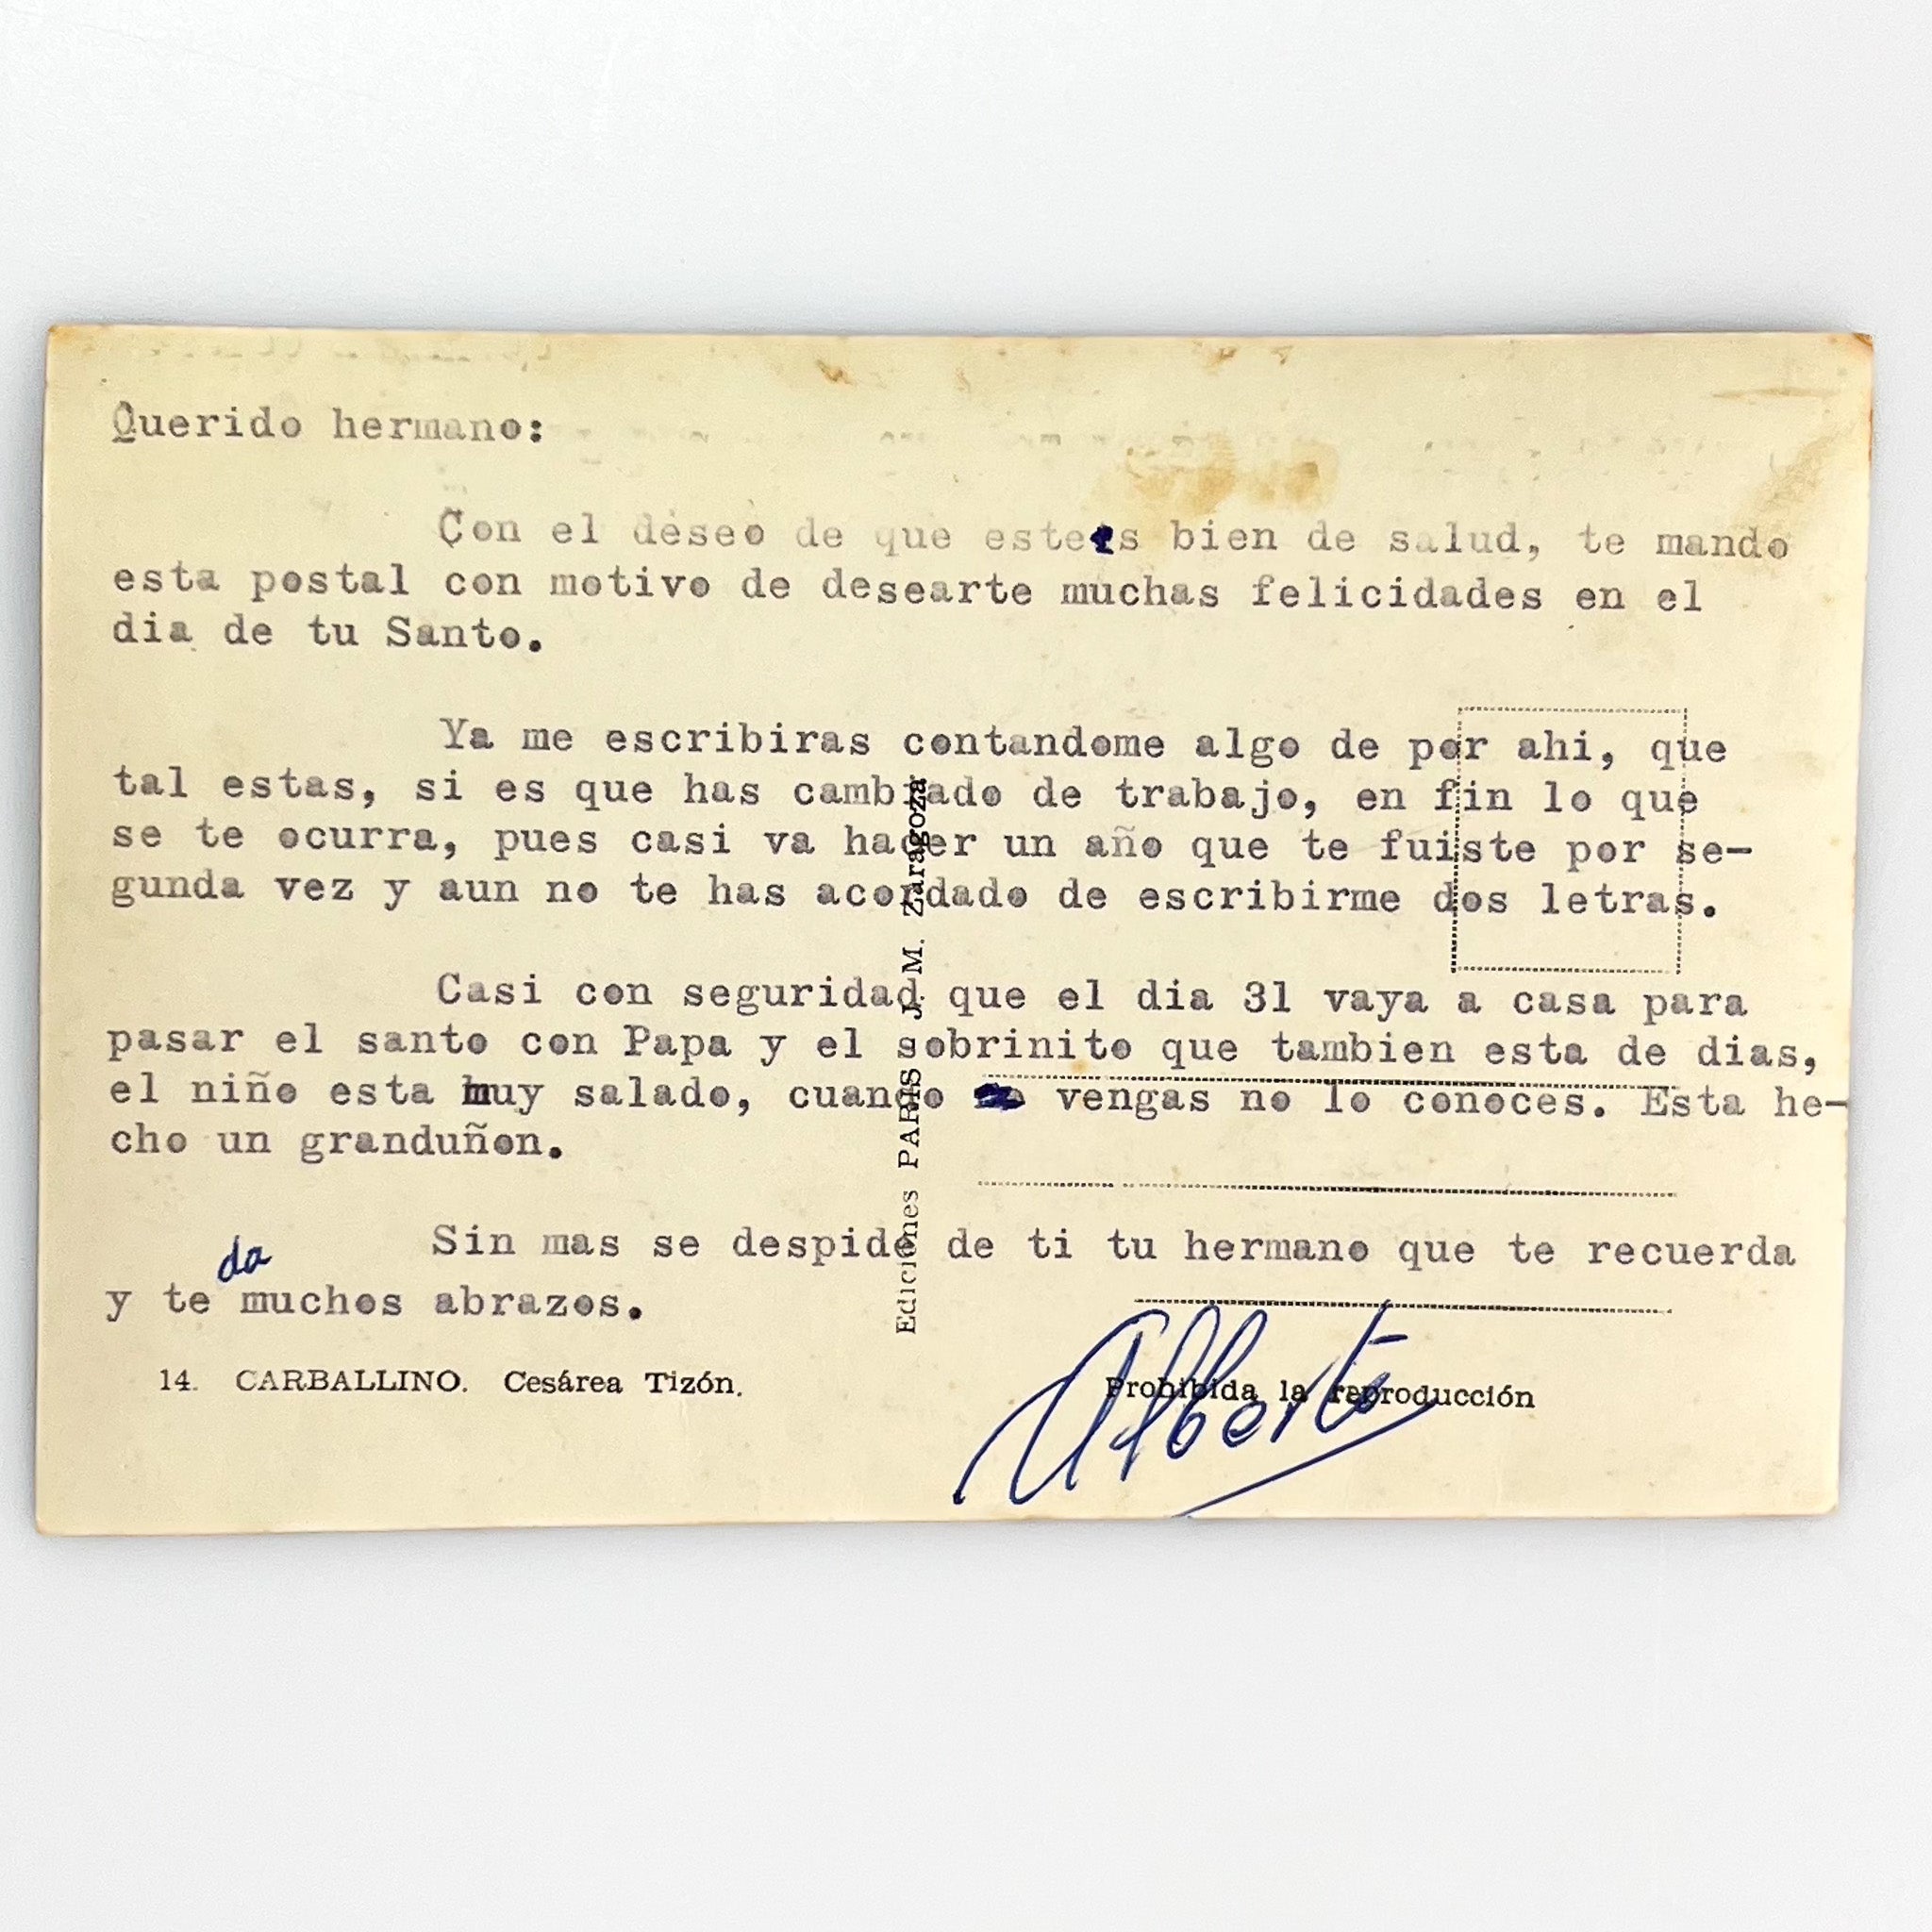 Querido hermano:
Con el deseo de que estes bien de salud, te mando
esta postal con motivo de desearte muchas felicidades en el
dia de tu Santo.
Ya me escribiras contandome algo de por ahi, que
tal estas, si es que has cambiado de trabajo, en fin lo que
se te ocurra, pues casi va hacer un año que te fuiste por se-
gunda vez y aun no te has acordado de escribirme dos letras.
Casi con seguridad que el dia 31 vaya a casa para
pasar el santo con Papa y el sobrinito que tambien esta de dias,
el niño esta muy salado, cuando vengas no lo conoces. Esta he-
cho un granduñon.
Sin mas se despide de ti tu hermano que te recuerda
y te da muchos abrazos.
Alberto
14. CARBALLINO. Cesárea Tizón.
Prohibida la reproducción
Ediciones PARIS J. M. Zaragoza